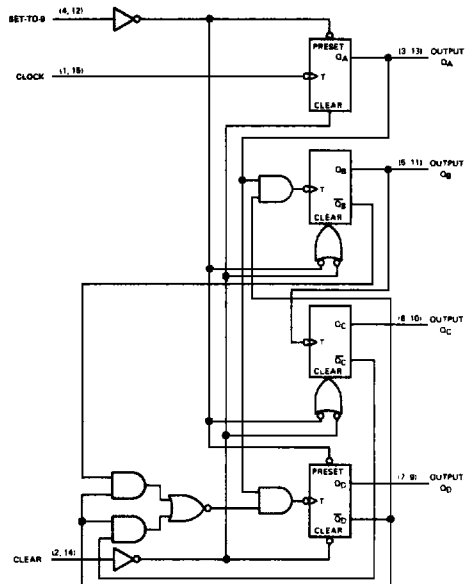 SET-TO-9 (4, 12)
PRESET
QA (3, 13) OUTPUT
QA
CLOCK (1, 15) T
CLEAR
QB (5, 11) OUTPUT
QB
T Q̅B
CLEAR
QC (6, 10) OUTPUT
QC
T
Q̅C
CLEAR
PRESET
QD (7, 9) OUTPUT
QD
T
Q̅D
CLEAR
CLEAR (2, 14)